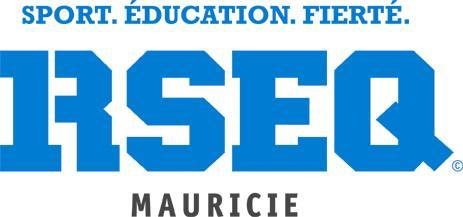 SPORT. ÉDUCATION. FIERTÉ.
RSEQ©
MAURICIE